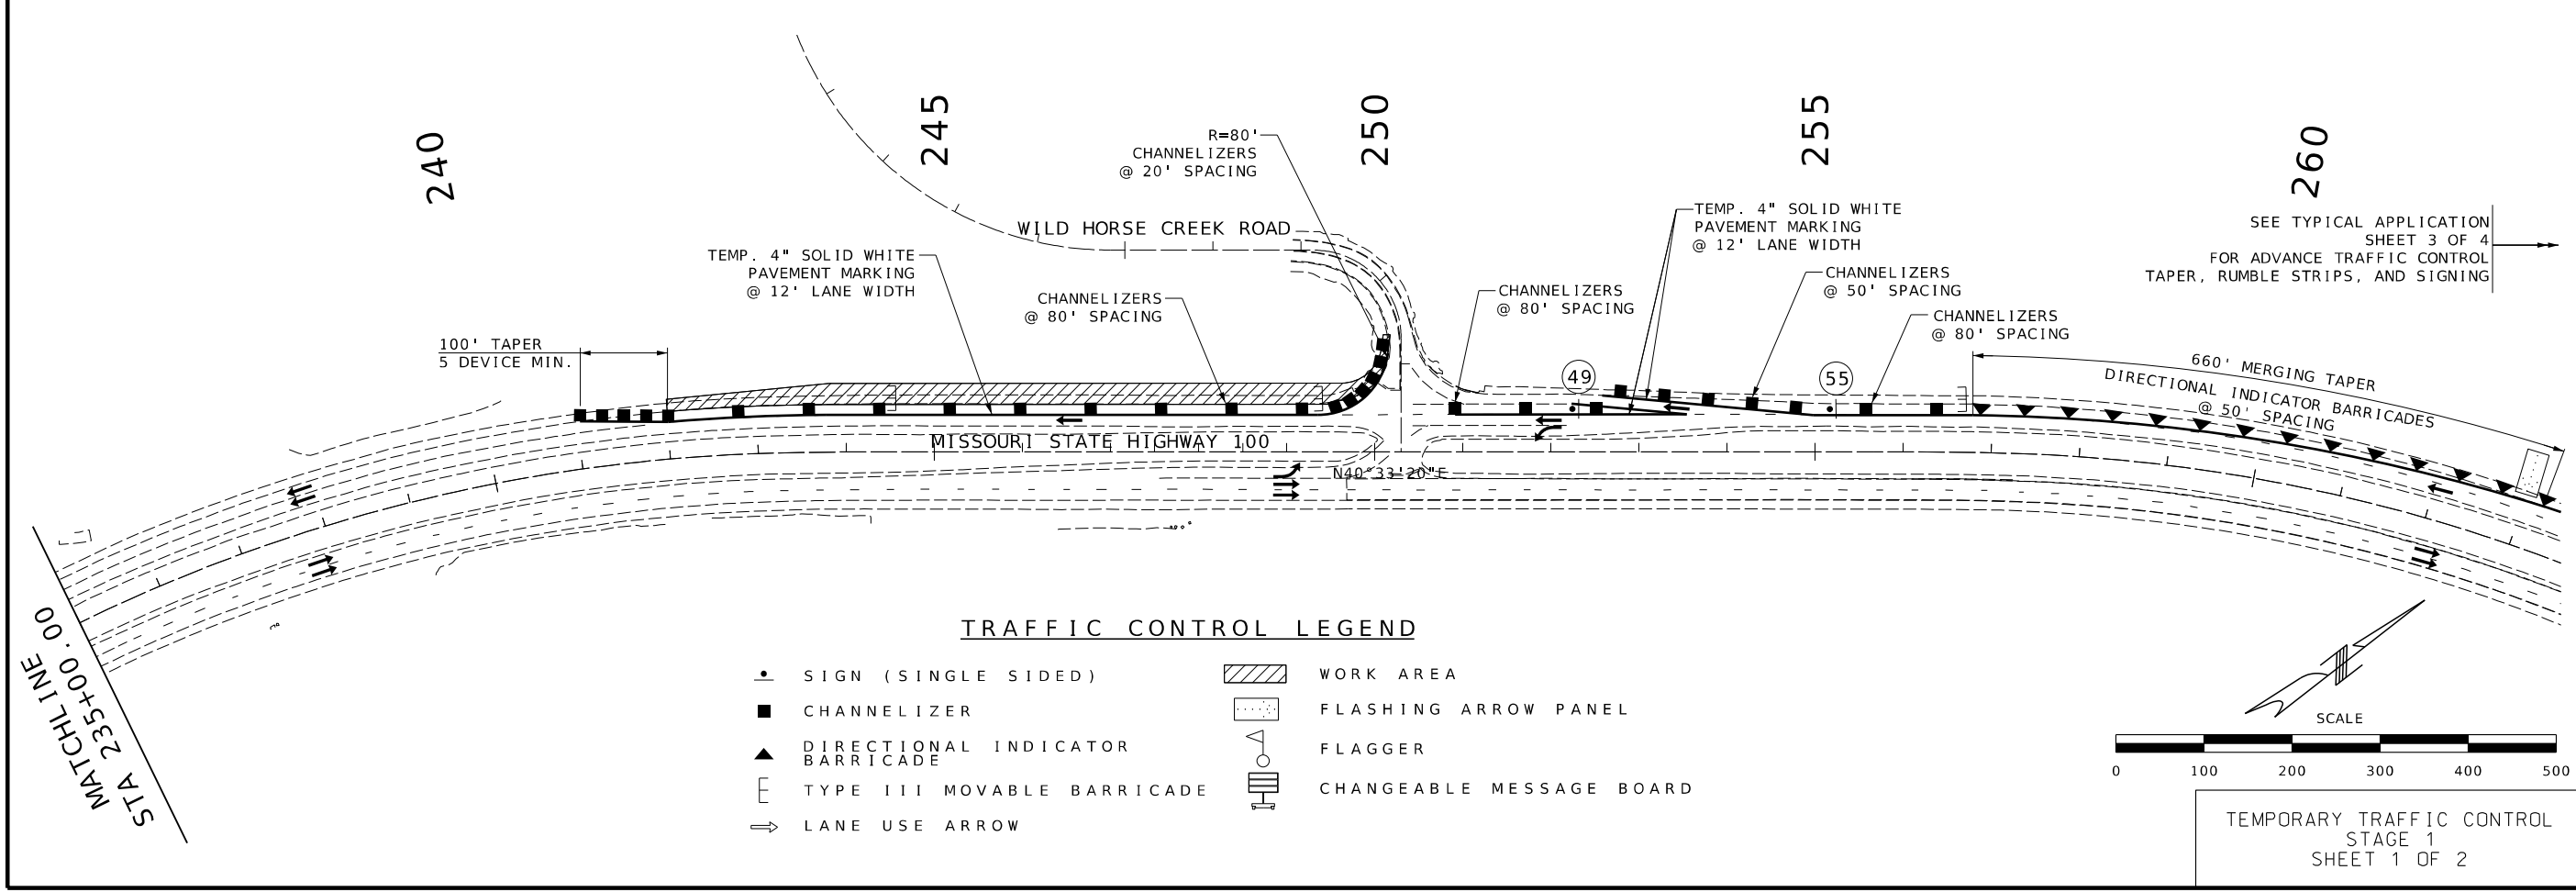 240
245
250
255
260
R=80'
CHANNELIZERS
@ 20' SPACING
WILD HORSE CREEK ROAD
TEMP. 4" SOLID WHITE
PAVEMENT MARKING
@ 12' LANE WIDTH
CHANNELIZERS
@ 80' SPACING
100' TAPER
5 DEVICE MIN.
CHANNELIZERS
@ 80' SPACING
TEMP. 4" SOLID WHITE
PAVEMENT MARKING
@ 12' LANE WIDTH
CHANNELIZERS
@ 50' SPACING
CHANNELIZERS
@ 80' SPACING
SEE TYPICAL APPLICATION
SHEET 3 OF 4
FOR ADVANCE TRAFFIC CONTROL
TAPER, RUMBLE STRIPS, AND SIGNING
49
55
660' MERGING TAPER
DIRECTIONAL INDICATOR BARRICADES
@ 50' SPACING
MISSOURI STATE HIGHWAY 100
N40°33'20"E
MATCHLINE
STA 235+00.00
TRAFFIC CONTROL LEGEND
SIGN (SINGLE SIDED)
CHANNELIZER
DIRECTIONAL INDICATOR
BARRICADE
TYPE III MOVABLE BARRICADE
LANE USE ARROW
WORK AREA
FLASHING ARROW PANEL
FLAGGER
CHANGEABLE MESSAGE BOARD
N
SCALE
0 100 200 300 400 500
TEMPORARY TRAFFIC CONTROL
STAGE 1
SHEET 1 OF 2